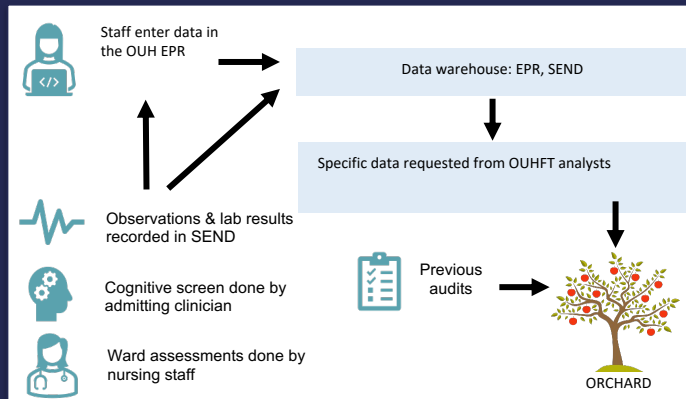 Staff enter data in
the OUH EPR
Data warehouse: EPR, SEND
Specific data requested from OUHFT analysts
Observations & lab results
recorded in SEND
Previous
audits
Cognitive screen done by
admitting clinician
Ward assessments done by
nursing staff
ORCHARD